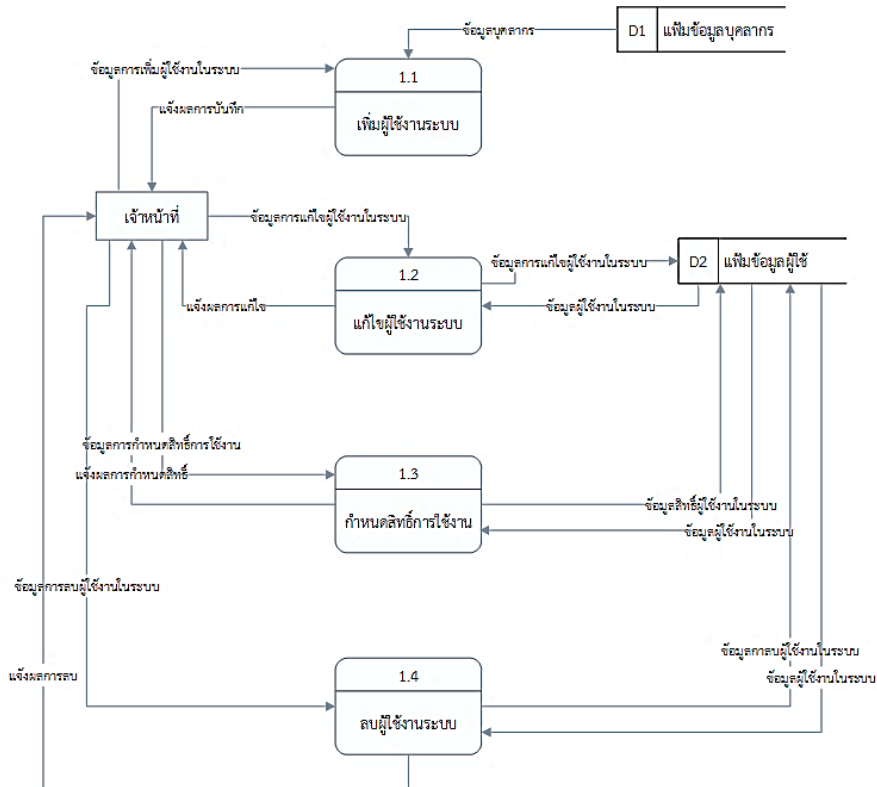 ข้อมูลบุคลากร
D1 แฟ้มข้อมูลบุคลากร
ข้อมูลการเพิ่มผู้ใช้งานในระบบ
1.1
แจ้งผลการบันทึก
เพิ่มผู้ใช้งานระบบ
เจ้าหน้าที่
ข้อมูลการแก้ไขผู้ใช้งานในระบบ
ข้อมูลการแก้ไขผู้ใช้งานในระบบ
D2 แฟ้มข้อมูลผู้ใช้
1.2
แจ้งผลการแก้ไข
ข้อมูลผู้ใช้งานในระบบ
แก้ไขผู้ใช้งานระบบ
ข้อมูลการกำหนดสิทธิ์การใช้งาน
แจ้งผลการกำหนดสิทธิ์
1.3
ข้อมูลสิทธิ์ผู้ใช้งานในระบบ
กำหนดสิทธิ์การใช้งาน
ข้อมูลผู้ใช้งานในระบบ
ข้อมูลการลบผู้ใช้งานในระบบ
ข้อมูลกาลบผู้ใช้งานในระบบ
แจ้งผลการลบ
1.4
ข้อมูลผู้ใช้งานในระบบ
ลบผู้ใช้งานระบบ